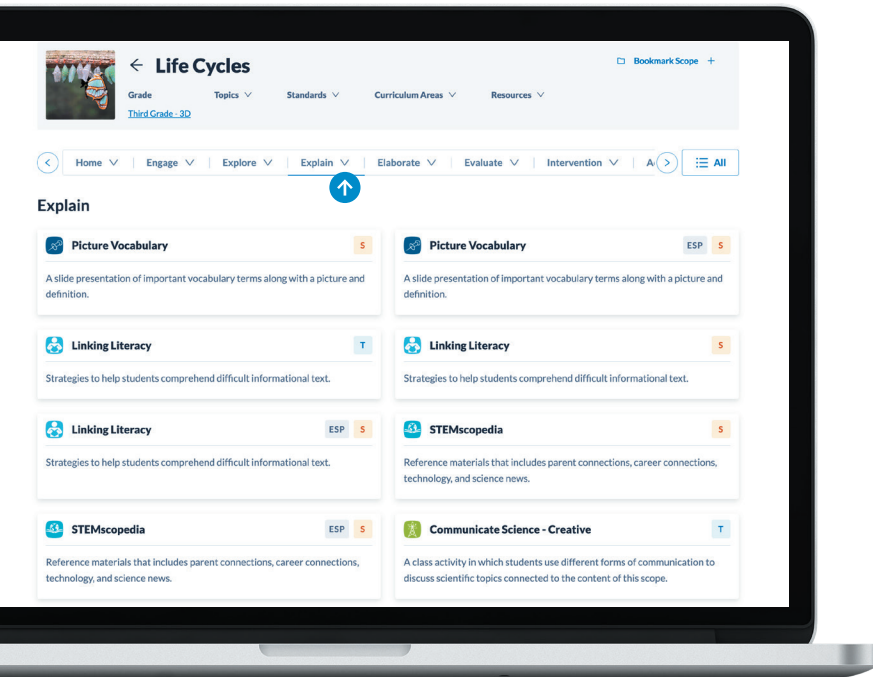 Life Cycles
Bookmark Scope +
Grade Topics Standards Curriculum Areas Resources
Third Grade - 3D
Home Engage Explore Explain Elaborate Evaluate Intervention All
Explain
Picture Vocabulary S
A slide presentation of important vocabulary terms along with a picture and
definition.
Picture Vocabulary ESP S
A slide presentation of important vocabulary terms along with a picture and
definition.
Linking Literacy T
Strategies to help students comprehend difficult informational text.
Linking Literacy S
Strategies to help students comprehend difficult informational text.
Linking Literacy ESP S
Strategies to help students comprehend difficult informational text.
STEMscopedia S
Reference materials that includes parent connections, career connections,
technology, and science news.
STEMscopedia ESP S
Reference materials that includes parent connections, career connections,
technology, and science news.
Communicate Science - Creative T
A class activity in which students use different forms of communication to
discuss scientific topics connected to the content of this scope.